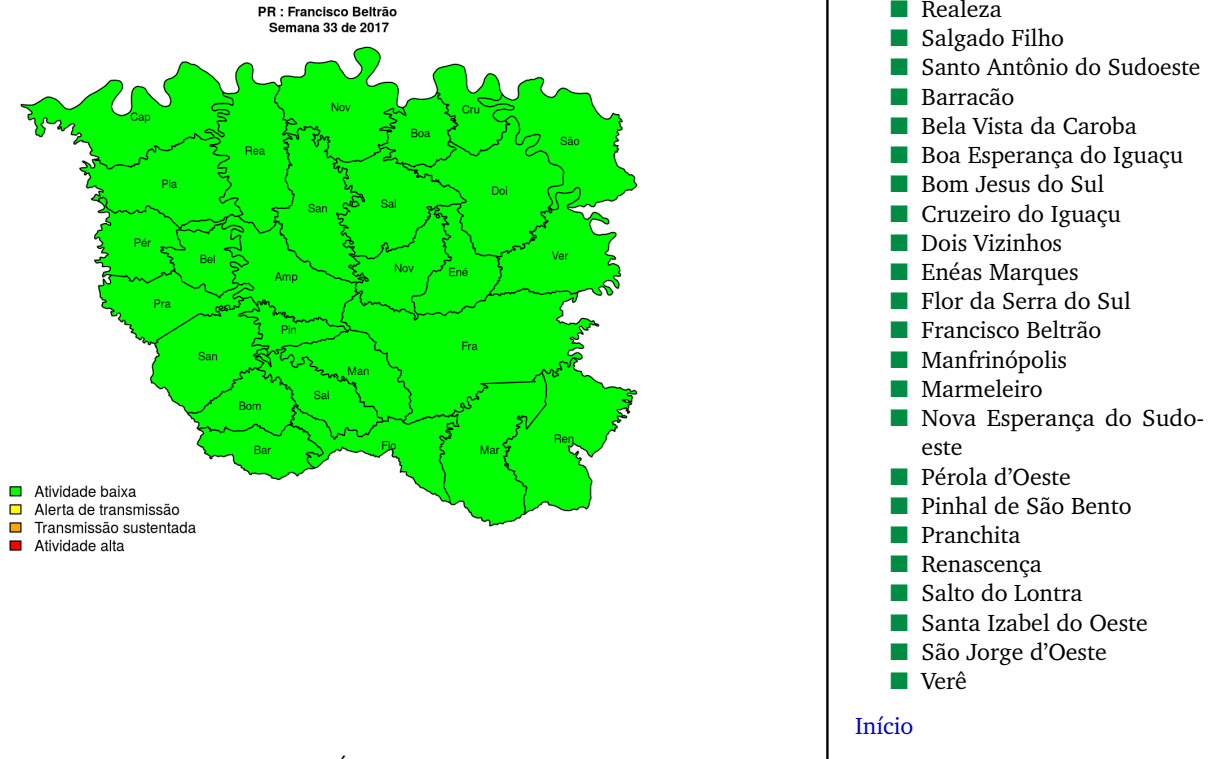 PR : Francisco Beltrão
Semana 33 de 2017
Cap
Nov
Cru
Boa
São
Rea
Pla
Doi
San
Sal
Pér
Bel
Ver
Nov
Ené
Amp
Pra
Pin
Fra
San
Man
Sal
Bom
Flo
Ren
Bar
Mar
Atividade baixa
Alerta de transmissão
Transmissão sustentada
Atividade alta
Realeza
Salgado Filho
Santo Antônio do Sudoeste
Barracão
Bela Vista da Caroba
Boa Esperança do Iguaçu
Bom Jesus do Sul
Cruzeiro do Iguaçu
Dois Vizinhos
Enéas Marques
Flor da Serra do Sul
Francisco Beltrão
Manfrinópolis
Marmeleiro
Nova Esperança do Sudo-
este
Pérola d’Oeste
Pinhal de São Bento
Pranchita
Renascença
Salto do Lontra
Santa Izabel do Oeste
São Jorge d’Oeste
Verê
Início